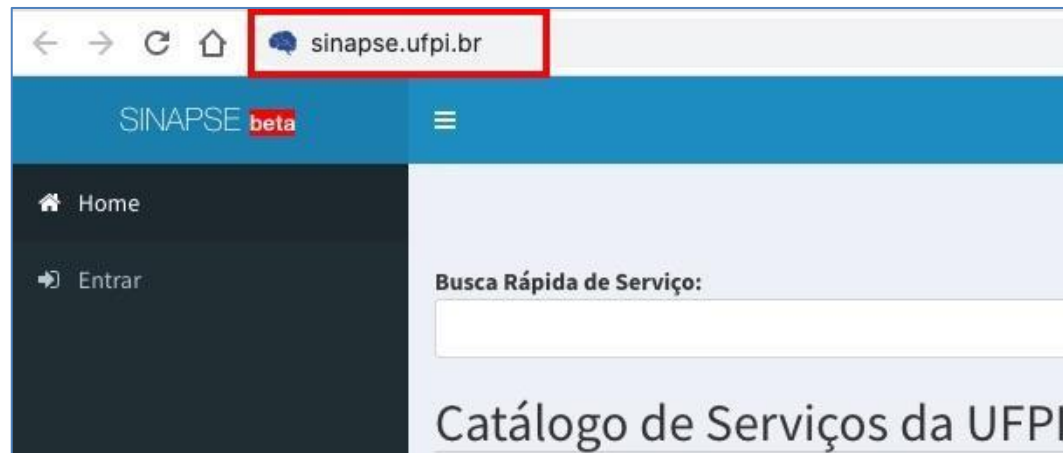 sinapse.ufpi.br
SINAPSE beta
Home
Entrar
Busca Rápida de Serviço:
Catálogo de Serviços da UFPI